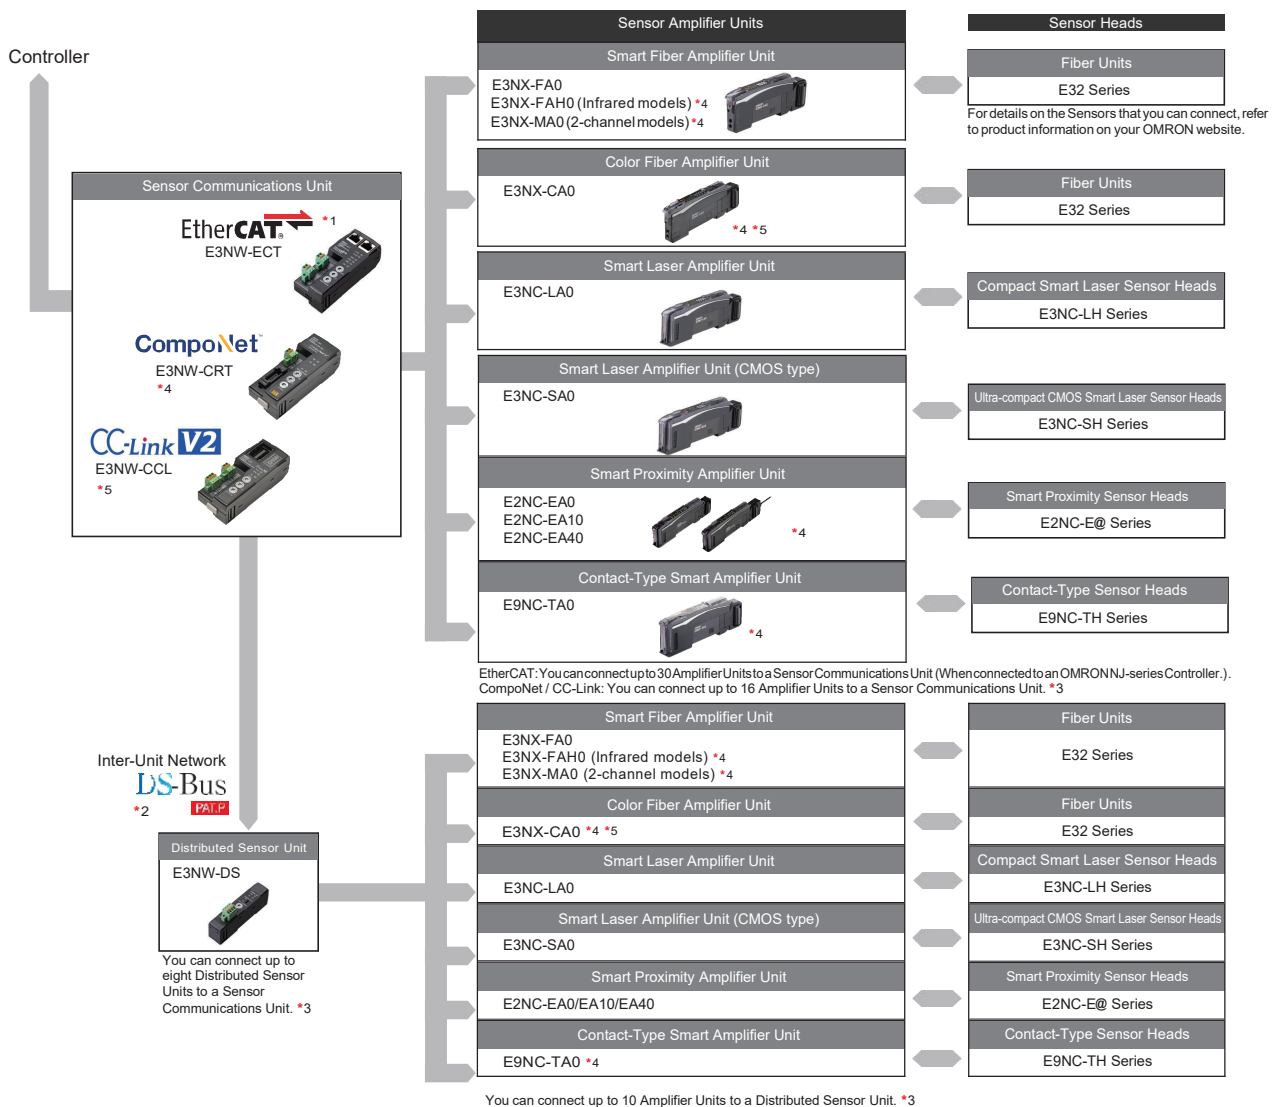 Controller
Sensor Communications Unit
EtherCAT® *1
E3NW-ECT
CompoNet™
E3NW-CRT
*4
CC-Link V2
E3NW-CCL
*5
Inter-Unit Network
DS-Bus
*2
PAT.P
Distributed Sensor Unit
E3NW-DS
You can connect up to
eight Distributed Sensor
Units to a Sensor
Communications Unit. *3
Sensor Amplifier Units
Sensor Heads
Smart Fiber Amplifier Unit
E3NX-FA0
E3NX-FAH0 (Infrared models) *4
E3NX-MA0 (2-channel models) *4
Fiber Units
E32 Series
For details on the Sensors that you can connect, refer
to product information on your OMRON website.
Color Fiber Amplifier Unit
E3NX-CA0
*4 *5
Fiber Units
E32 Series
Smart Laser Amplifier Unit
E3NC-LA0
Compact Smart Laser Sensor Heads
E3NC-LH Series
Smart Laser Amplifier Unit (CMOS type)
E3NC-SA0
Ultra-compact CMOS Smart Laser Sensor Heads
E3NC-SH Series
Smart Proximity Amplifier Unit
E2NC-EA0
E2NC-EA10
E2NC-EA40
*4
Smart Proximity Sensor Heads
E2NC-E@ Series
Contact-Type Smart Amplifier Unit
E9NC-TA0
*4
Contact-Type Sensor Heads
E9NC-TH Series
EtherCAT: You can connect up to 30 Amplifier Units to a Sensor Communications Unit (When connected to an OMRON NJ-series Controller.).
CompoNet / CC-Link: You can connect up to 16 Amplifier Units to a Sensor Communications Unit. *3
Smart Fiber Amplifier Unit
E3NX-FA0
E3NX-FAH0 (Infrared models) *4
E3NX-MA0 (2-channel models) *4
Fiber Units
E32 Series
Color Fiber Amplifier Unit
E3NX-CA0 *4 *5
Fiber Units
E32 Series
Smart Laser Amplifier Unit
E3NC-LA0
Compact Smart Laser Sensor Heads
E3NC-LH Series
Smart Laser Amplifier Unit (CMOS type)
E3NC-SA0
Ultra-compact CMOS Smart Laser Sensor Heads
E3NC-SH Series
Smart Proximity Amplifier Unit
E2NC-EA0/EA10/EA40
Smart Proximity Sensor Heads
E2NC-E@ Series
Contact-Type Smart Amplifier Unit
E9NC-TA0 *4
Contact-Type Sensor Heads
E9NC-TH Series
You can connect up to 10 Amplifier Units to a Distributed Sensor Unit. *3